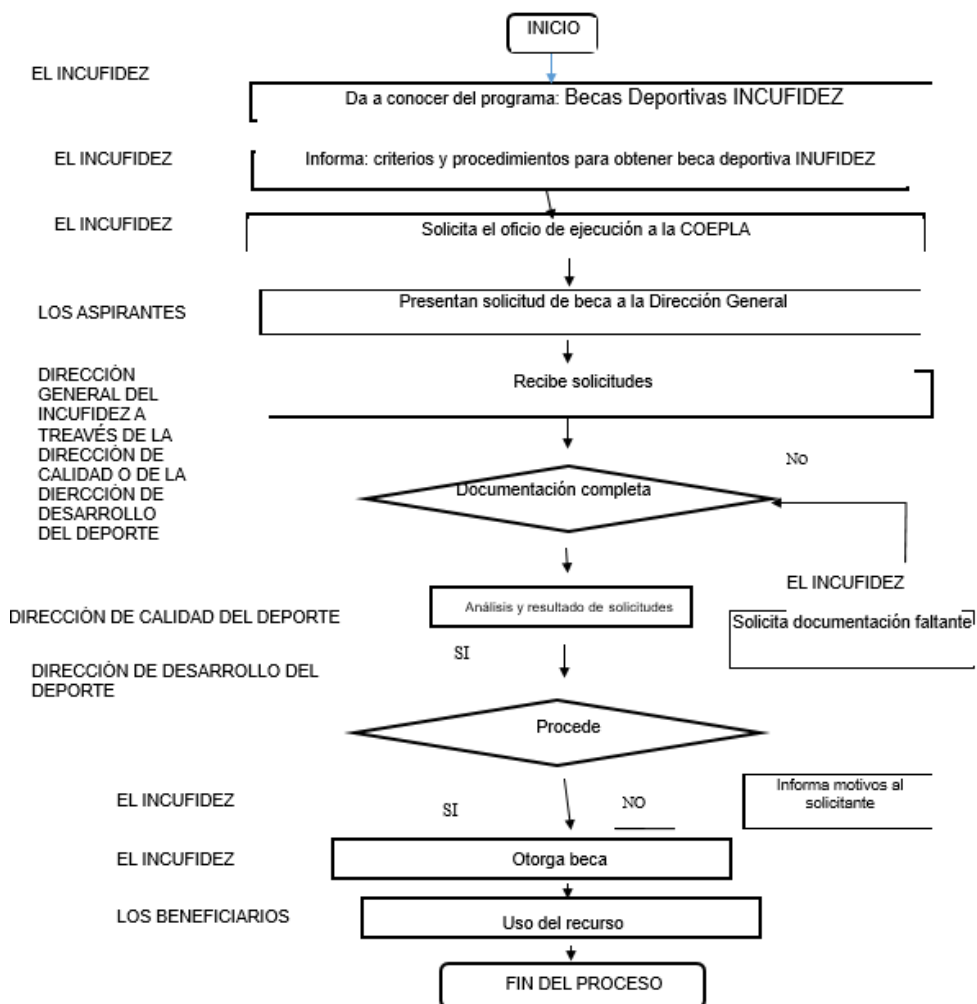 INICIO
EL INCUFIDEZ
Da a conocer del programa: Becas Deportivas INCUFIDEZ
EL INCUFIDEZ
Informa: criterios y procedimientos para obtener beca deportiva INUFIDEZ
EL INCUFIDEZ
Solicita el oficio de ejecución a la COEPLA
LOS ASPIRANTES
Presentan solicitud de beca a la Dirección General
DIRECCIÓN
GENERAL DEL
INCUFIDEZ A
TREAVÉS DE LA
DIRECCIÓN DE
CALIDAD O DE LA
DIERCCIÓN DE
DESARROLLO
DEL DEPORTE
Recibe solicitudes
NO
Documentación completa
EL INCUFIDEZ
Solicita documentación faltante
DIRECCIÓN DE CALIDAD DEL DEPORTE
Análisis y resultado de solicitudes
SI
DIRECCIÓN DE DESARROLLO DEL
DEPORTE
Procede
EL INCUFIDEZ
SI
NO
Informa motivos al
solicitante
EL INCUFIDEZ
Otorga beca
LOS BENEFICIARIOS
Uso del recurso
FIN DEL PROCESO